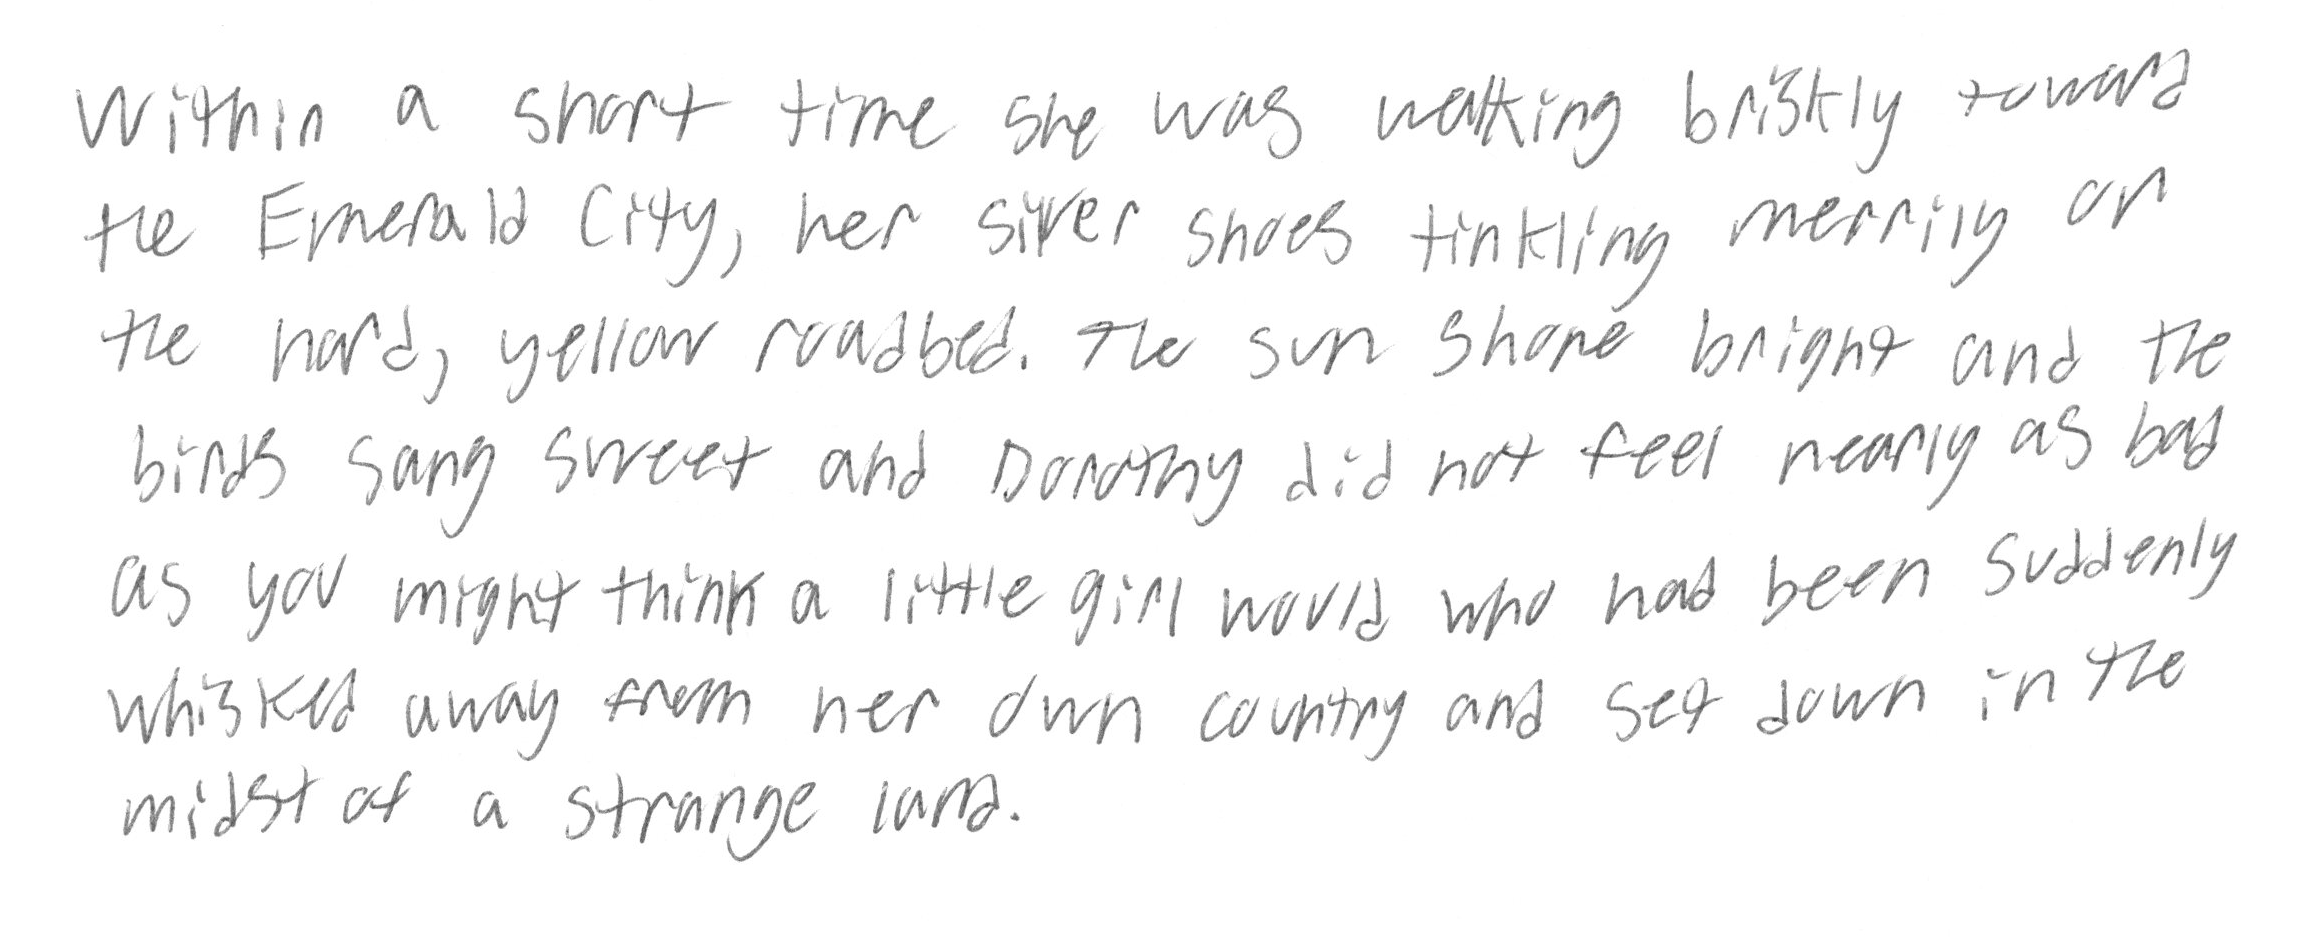 Within a short time she was walking briskly toward
the Emerald City, her silver shoes tinkling merrily on
the hard, yellow roadbed. The sun shone bright and the
birds sang sweet and Dorothy did not feel nearly as bad
as you might think a little girl would who had been suddenly
whisked away from her own country and set down in the
midst of a strange land.